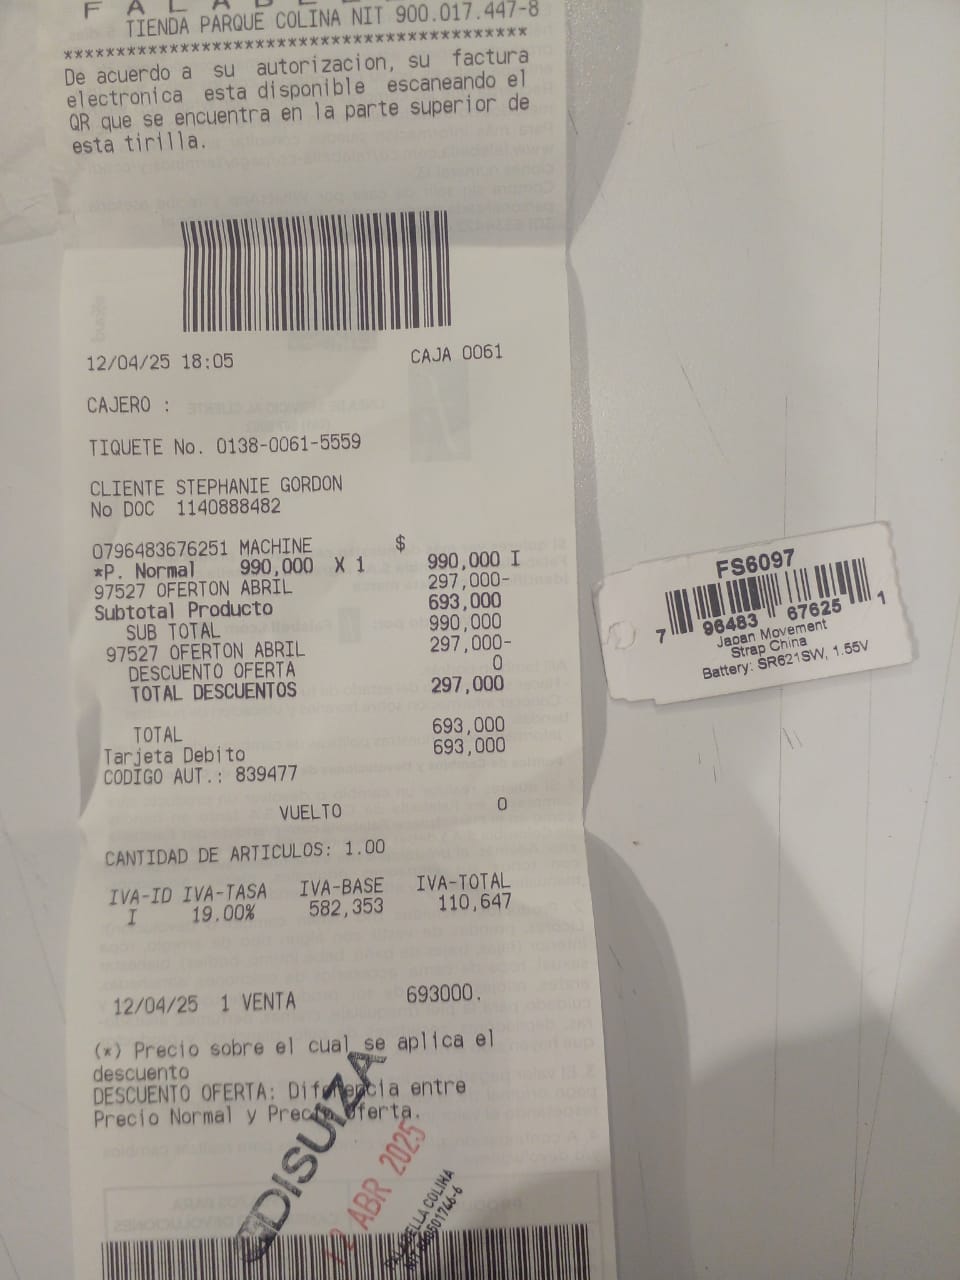 F A L A B E L
TIENDA PARQUE COLINA NIT 900.017.447-8
********************************************
De acuerdo a su autorizacion, su factura
electronica esta disponible escaneando el
QR que se encuentra en la parte superior de
esta tirilla.
12/04/25 18:05 CAJA 0061
CAJERO :
TIQUETE No. 0138-0061-5559
CLIENTE STEPHANIE GORDON
No DOC 1140888482
0796483676251 MACHINE $
*P. Normal 990,000 X 1 990,000 I
97527 OFERTON ABRIL 297,000-
Subtotal Producto 693,000
SUB TOTAL 990,000
97527 OFERTON ABRIL 297,000-
DESCUENTO OFERTA 0
TOTAL DESCUENTOS 297,000
TOTAL 693,000
Tarjeta Debito 693,000
CODIGO AUT.: 839477
VUELTO 0
CANTIDAD DE ARTICULOS: 1.00
IVA-ID IVA-TASA IVA-BASE IVA-TOTAL
I 19.00% 582,353 110,647
12/04/25 1 VENTA 693000.
(*) Precio sobre el cual se aplica el
descuento
DESCUENTO OFERTA: Diferencia entre
Precio Normal y Precio Oferta.
DISUIZA
12 ABR 2025
FALABELLA COLINA
FS6097
7 96483 67625 1
Japan Movement
Strap China
Battery: SR621SW, 1.55V